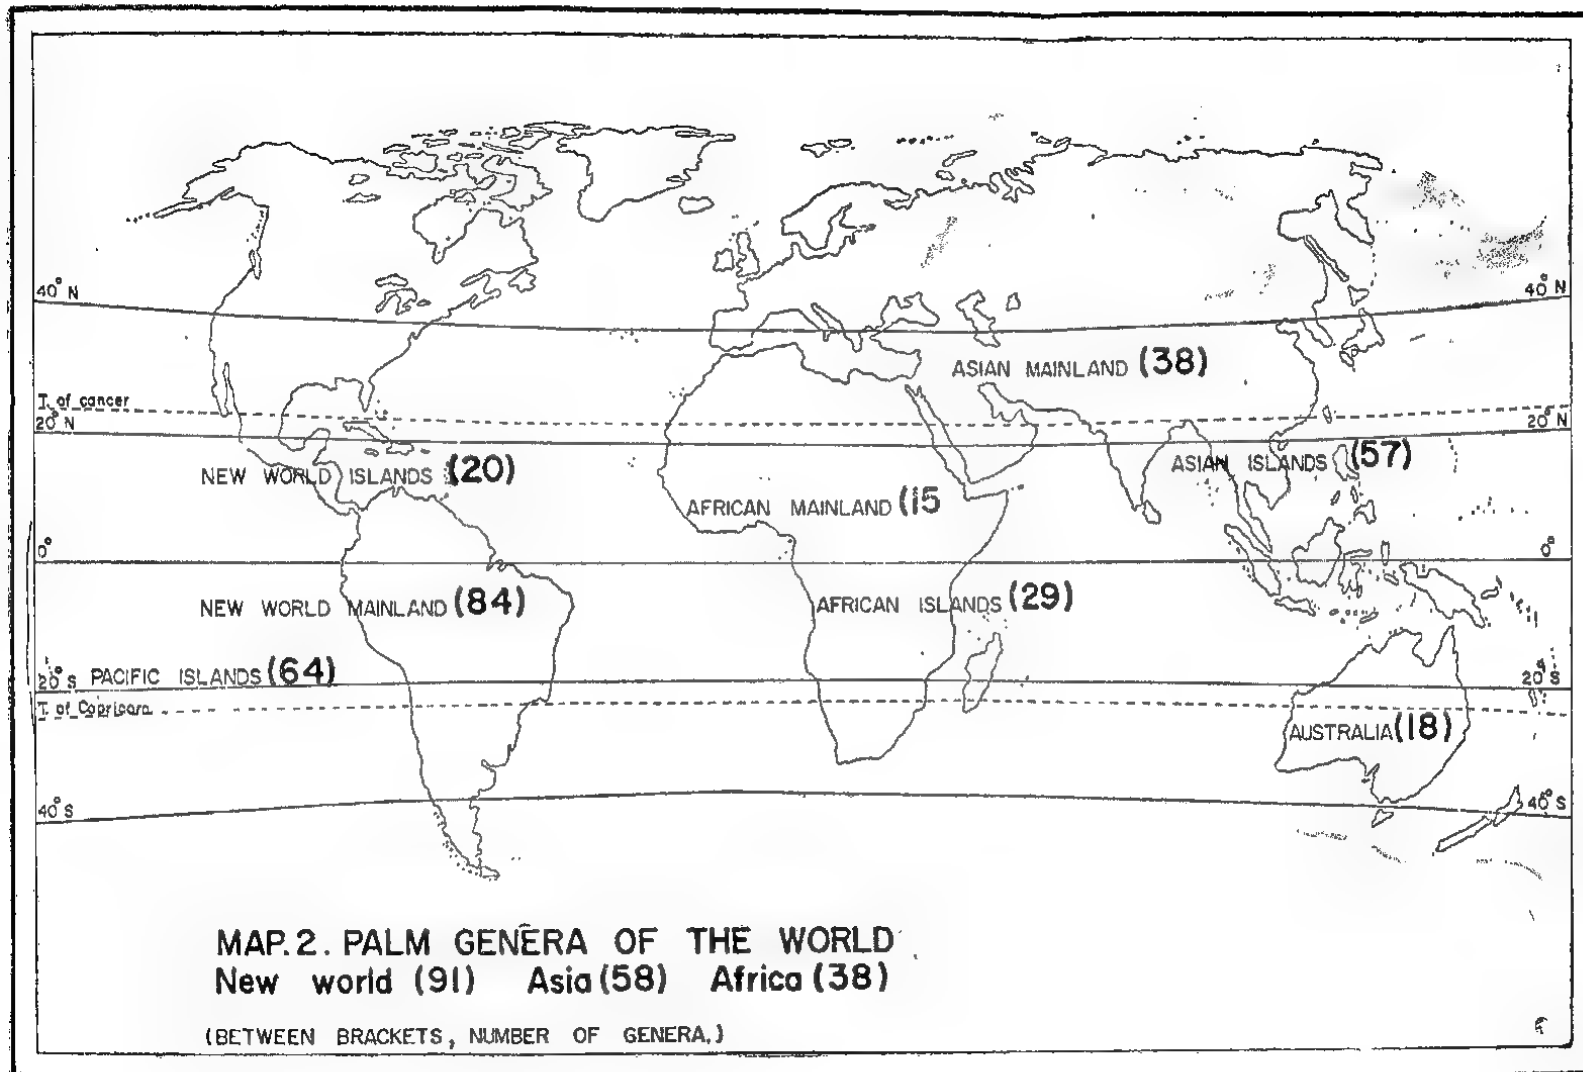 40° N
40° N
ASIAN MAINLAND (38)
T. of cancer
20° N
20° N
NEW WORLD ISLANDS (20)
ASIAN ISLANDS (57)
AFRICAN MAINLAND (15
0°
0°
NEW WORLD MAINLAND (84)
AFRICAN ISLANDS (29)
20° S PACIFIC ISLANDS (64)
20° S
T. of Capricorn
AUSTRALIA (18)
40° S
40° S
MAP. 2. PALM GENERA OF THE WORLD
New world (91) Asia (58) Africa (38)
(BETWEEN BRACKETS, NUMBER OF GENERA.)